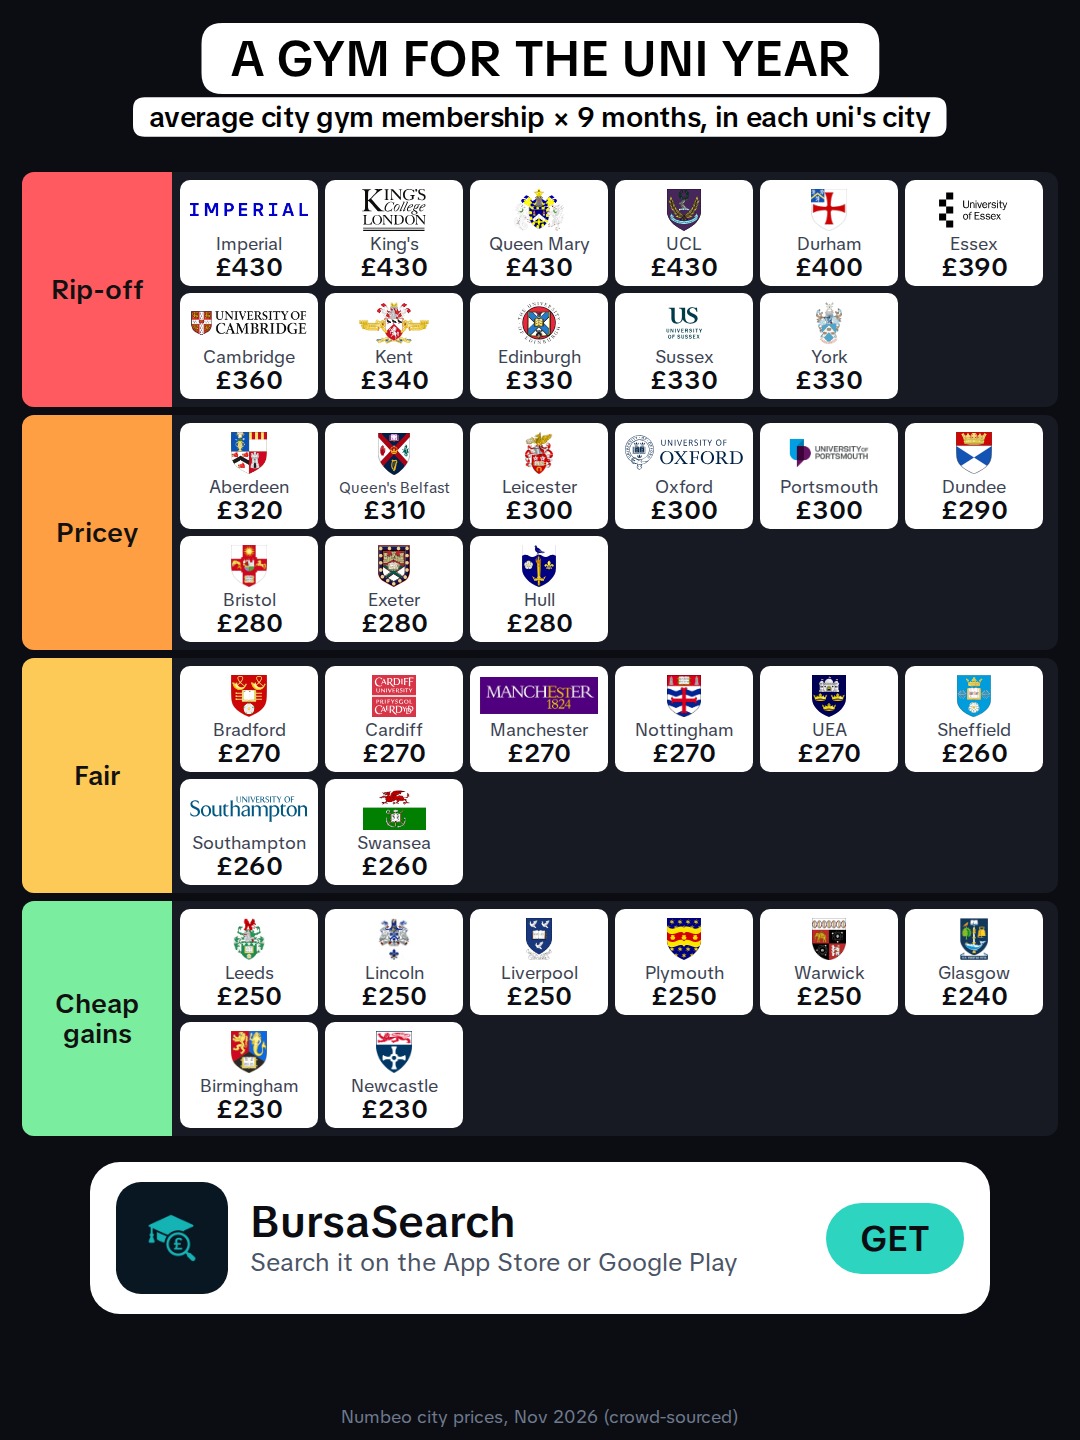 A GYM FOR THE UNI YEAR
average city gym membership × 9 months, in each uni's city
Rip-off
IMPERIAL
Imperial
£430
KING'S
College
LONDON
King's
£430
Queen Mary
£430
UCL
£430
Durham
£400
University
of Essex
Essex
£390
UNIVERSITY OF
CAMBRIDGE
Cambridge
£360
Kent
£340
Edinburgh
£330
US
UNIVERSITY
OF SUSSEX
Sussex
£330
York
£330
Pricey
Aberdeen
£320
Queen's Belfast
£310
Leicester
£300
UNIVERSITY OF
OXFORD
Oxford
£300
UNIVERSITY OF
PORTSMOUTH
Portsmouth
£300
Dundee
£290
Bristol
£280
Exeter
£280
Hull
£280
Fair
Bradford
£270
CARDIFF
UNIVERSITY
PRIFYSGOL
CAERDYDD
Cardiff
£270
MANCHESTER
1824
Manchester
£270
Nottingham
£270
UEA
£270
Sheffield
£260
UNIVERSITY OF
Southampton
Southampton
£260
Swansea
£260
Cheap
gains
Leeds
£250
Lincoln
£250
Liverpool
£250
Plymouth
£250
Warwick
£250
Glasgow
£240
Birmingham
£230
Newcastle
£230
BursaSearch
Search it on the App Store or Google Play
GET
Numbeo city prices, Nov 2026 (crowd-sourced)